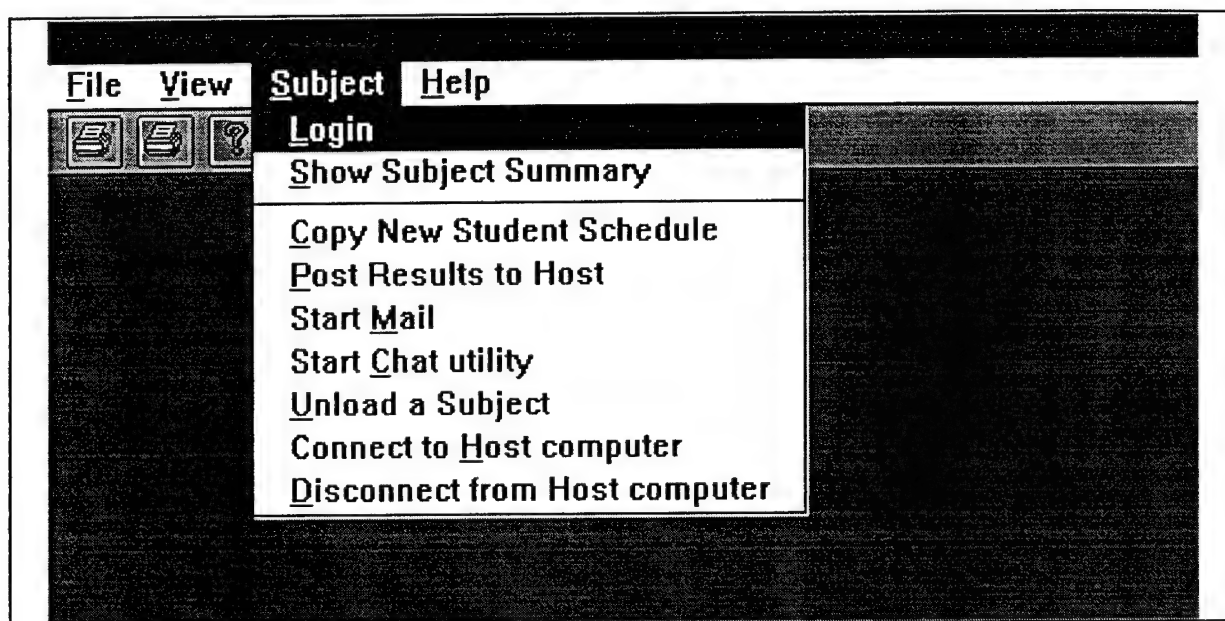 File View Subject Help
Login
Show Subject Summary
Copy New Student Schedule
Post Results to Host
Start Mail
Start Chat utility
Unload a Subject
Connect to Host computer
Disconnect from Host computer